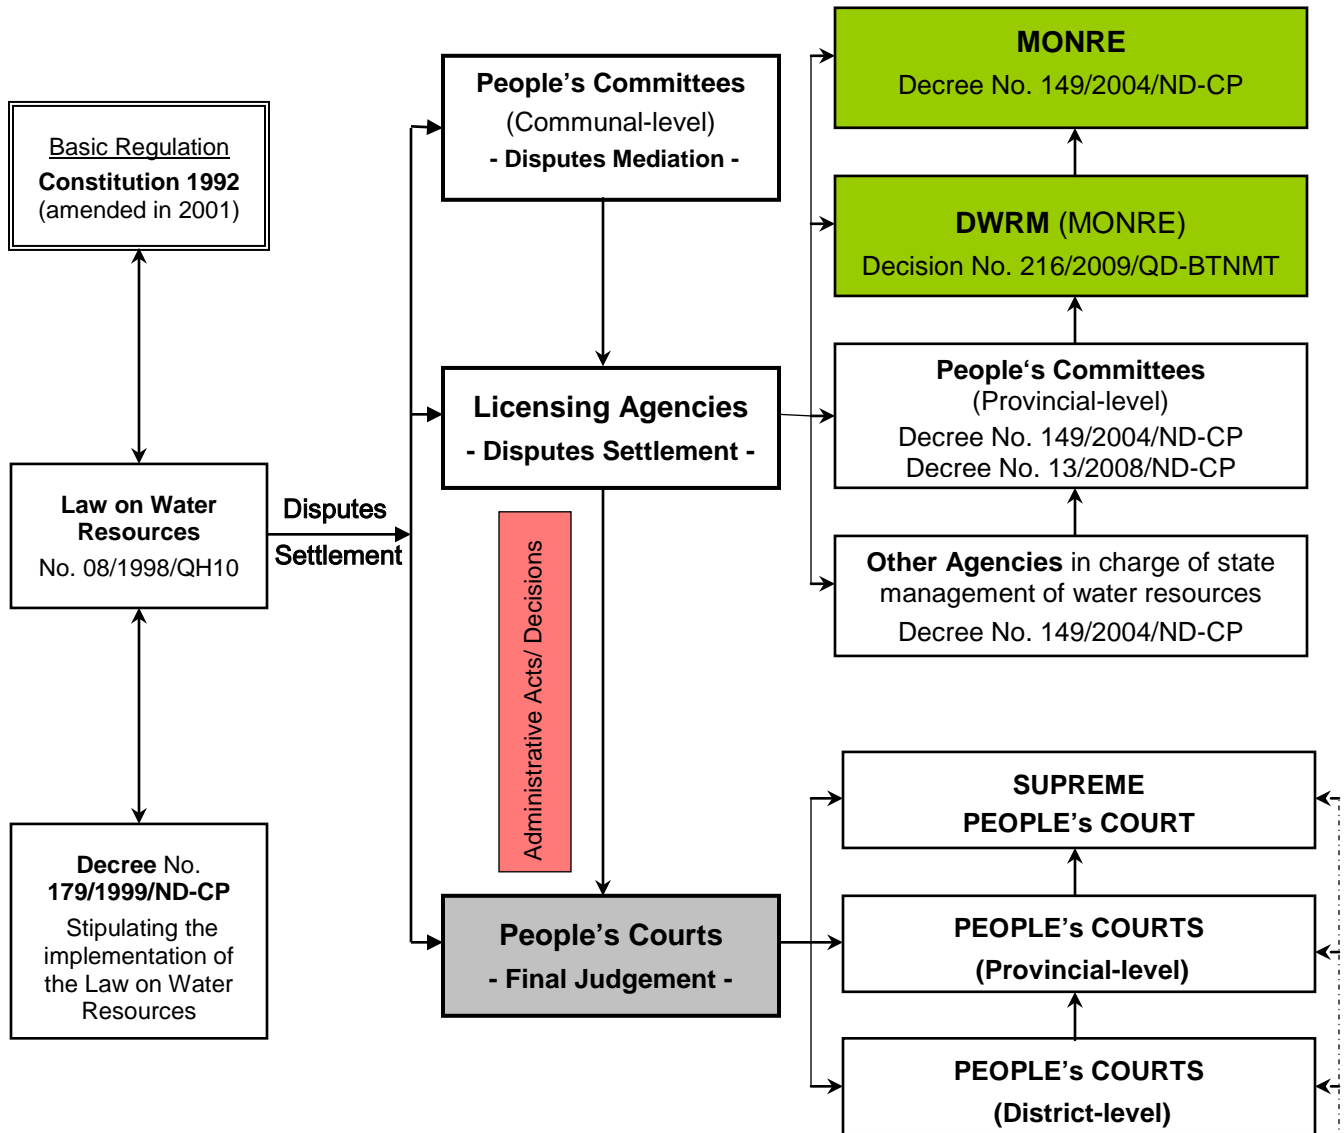 Basic Regulation
Constitution 1992
(amended in 2001)
Law on Water
Resources
No. 08/1998/QH10
Decree No.
179/1999/ND-CP
Stipulating the
implementation of
the Law on Water
Resources
Disputes
Settlement
People's Committees
(Communal-level)
- Disputes Mediation -
Licensing Agencies
- Disputes Settlement -
Administrative Acts/ Decisions
People's Courts
- Final Judgement -
MONRE
Decree No. 149/2004/ND-CP
DWRM (MONRE)
Decision No. 216/2009/QD-BTNMT
People‘s Committees
(Provincial-level)
Decree No. 149/2004/ND-CP
Decree No. 13/2008/ND-CP
Other Agencies in charge of state
management of water resources
Decree No. 149/2004/ND-CP
SUPREME
PEOPLE's COURT
PEOPLE's COURTS
(Provincial-level)
PEOPLE's COURTS
(District-level)